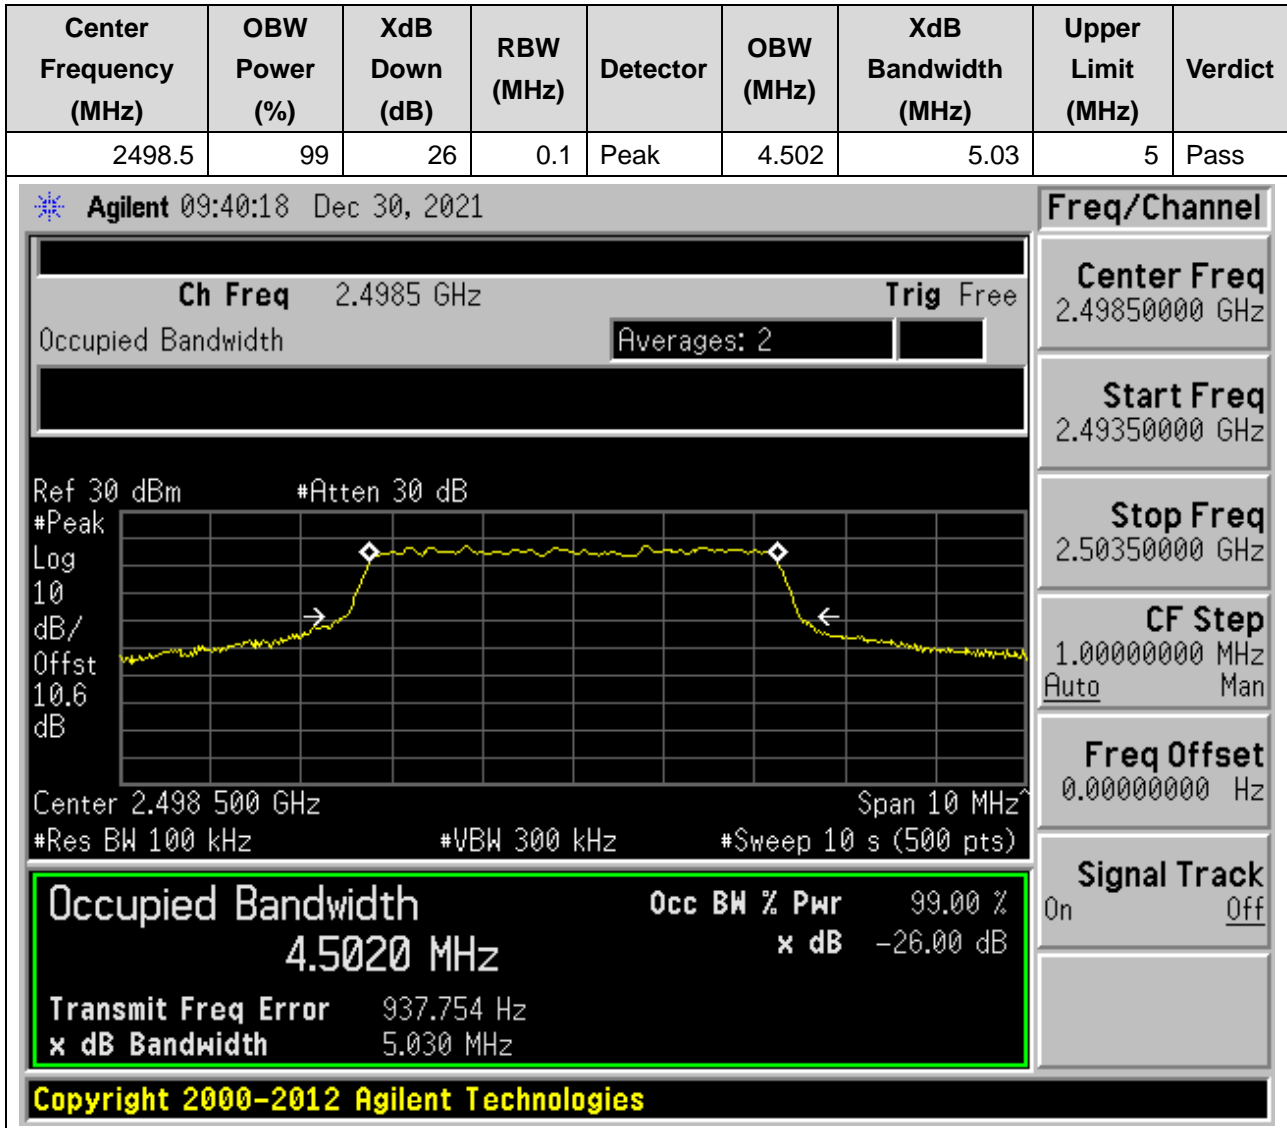 Center Frequency (MHz) OBW Power (%) XdB Down (dB) RBW (MHz) Detector OBW (MHz) XdB Bandwidth (MHz) Upper Limit (MHz) Verdict
2498.5 99 26 0.1 Peak 4.502 5.03 5 Pass
Agilent 09:40:18 Dec 30, 2021
Freq/Channel
Ch Freq 2.4985 GHz Trig Free
Occupied Bandwidth Averages: 2
Ref 30 dBm #Atten 30 dB
#Peak
Log
10
dB/
Offst
10.6
dB
Center 2.498 500 GHz Span 10 MHz^
#Res BW 100 kHz #VBW 300 kHz #Sweep 10 s (500 pts)
Occupied Bandwidth Occ BW % Pwr 99.00 %
4.5020 MHz x dB -26.00 dB
Transmit Freq Error 937.754 Hz
x dB Bandwidth 5.030 MHz
Center Freq
2.49850000 GHz
Start Freq
2.49350000 GHz
Stop Freq
2.50350000 GHz
CF Step
1.00000000 MHz
Auto Man
Freq Offset
0.00000000 Hz
Signal Track
On Off
Copyright 2000-2012 Agilent Technologies